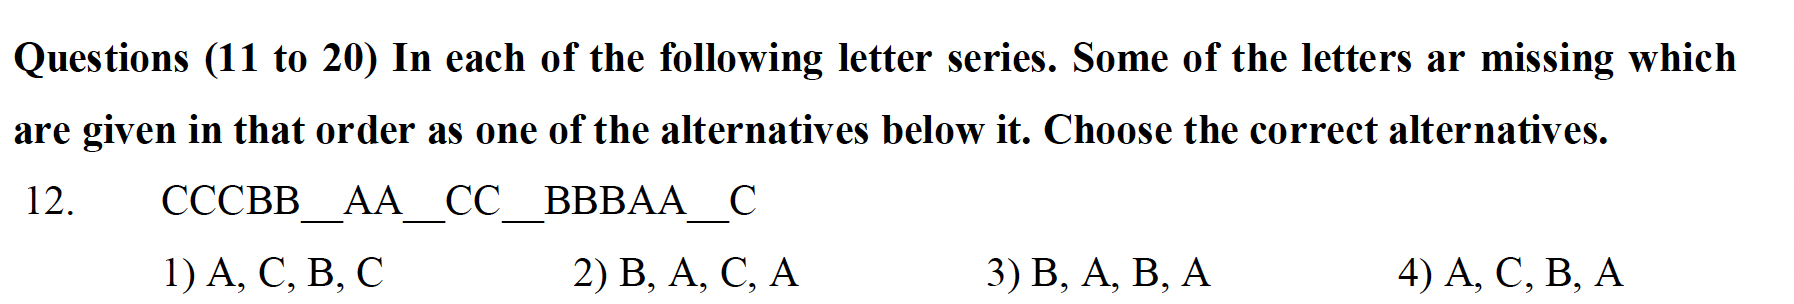 Questions (11 to 20) In each of the following letter series. Some of the letters ar missing which
are given in that order as one of the alternatives below it. Choose the correct alternatives.
12. CCCBB__AA__CC__BBBAA__C
1) A, C, B, C 2) B, A, C, A 3) B, A, B, A 4) A, C, B, A